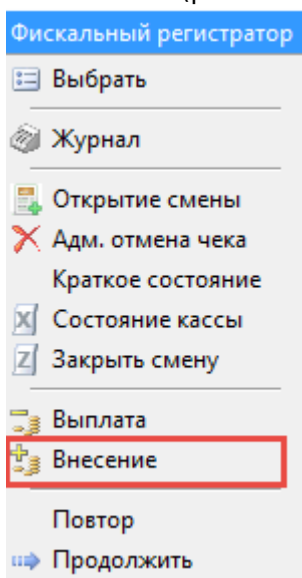 Фискальный регистратор
Выбрать
Журнал
Открытие смены
Адм. отмена чека
Краткое состояние
X Состояние кассы
Z Закрыть смену
Выплата
Внесение
Повтор
Продолжить